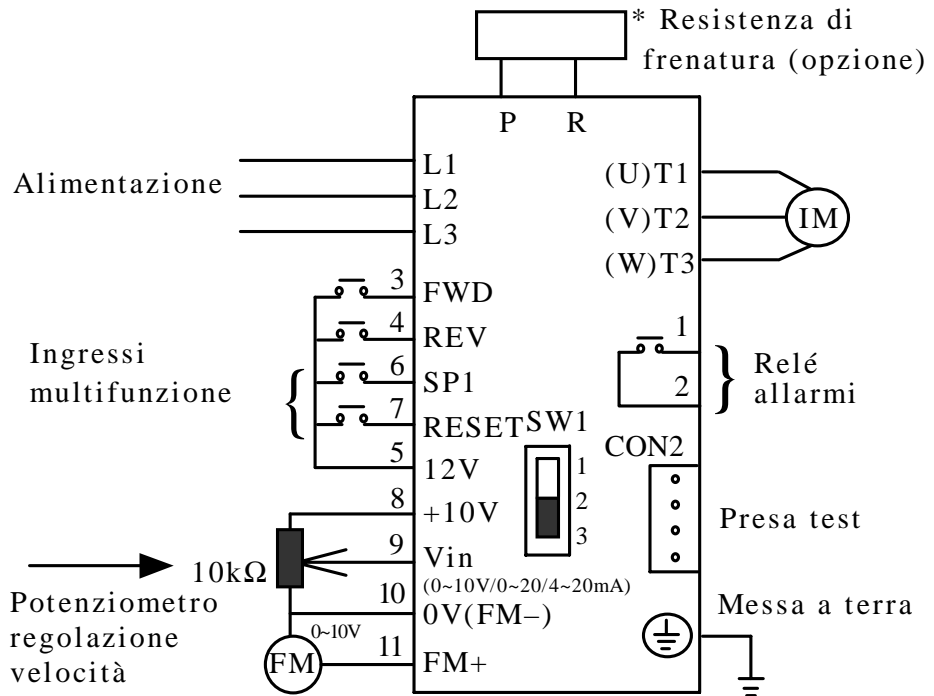 * Resistenza di
frenatura (opzione)
P R
L1
Alimentazione
L2
L3
(U)T1
(V)T2
(W)T3
IM
3 FWD
4 REV
6 SP1
7 RESET
5 12V
Ingressi
multifunzione
1
2
Relé
allarmi
SW1
1
2
3
CON2
Presa test
8 +10V
9 Vin
(0~10V/0~20/4~20mA)
10 0V(FM–)
11 FM+
10kΩ
Potenziometro
regolazione
velocità
0~10V
FM
Messa a terra